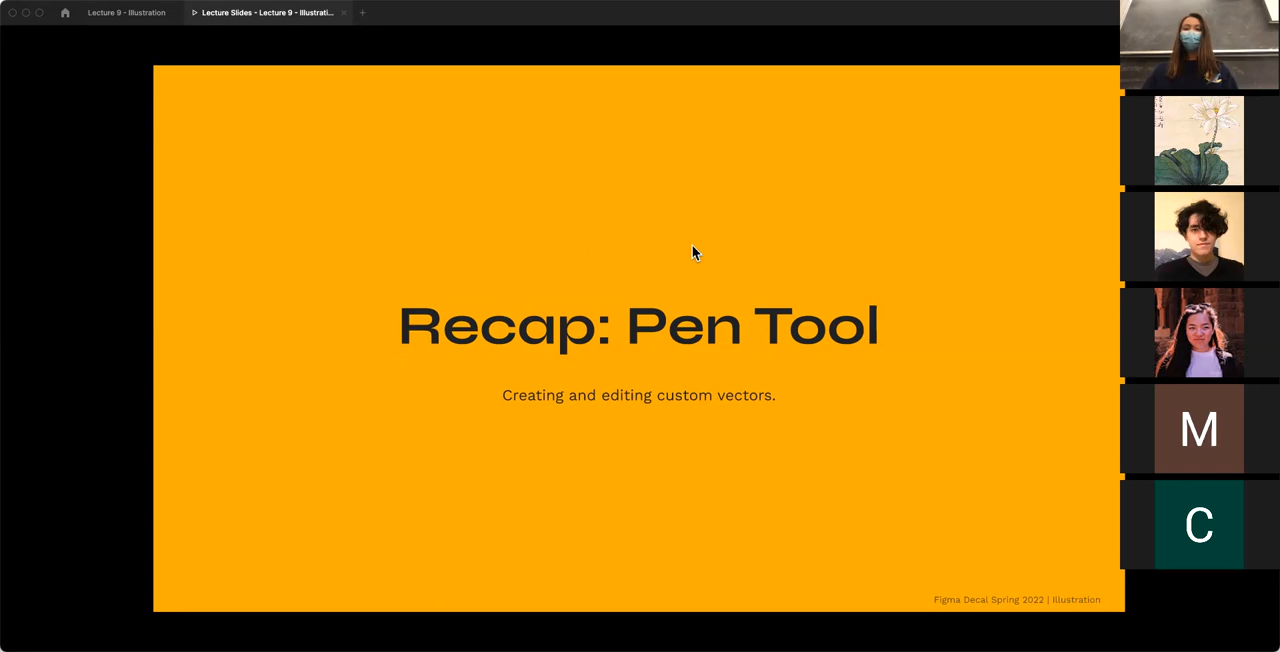 Lecture 9 - Illustration
Lecture Slides - Lecture 9 - Illustrati...
Recap: Pen Tool
Creating and editing custom vectors.
Figma Decal Spring 2022 | Illustration
M
C